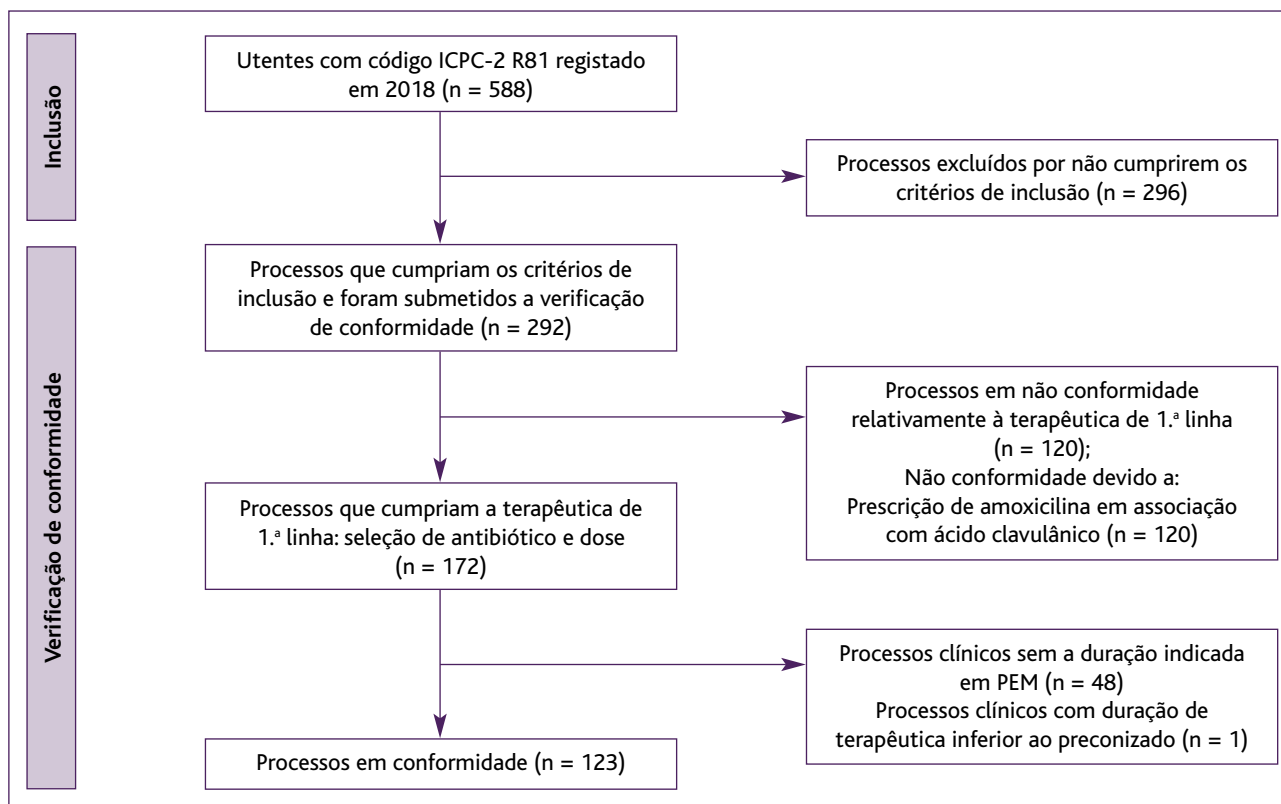 Inclusão
Utentes com código ICPC-2 R81 registado
em 2018 (n = 588)
Processos excluídos por não cumprirem os
critérios de inclusão (n = 296)
Verificação de conformidade
Processos que cumpriam os critérios de
inclusão e foram submetidos a verificação
de conformidade (n = 292)
Processos em não conformidade
relativamente à terapêutica de 1.ª linha
(n = 120);
Não conformidade devido a:
Prescrição de amoxicilina em associação
com ácido clavulânico (n = 120)
Processos que cumpriam a terapêutica de
1.ª linha: seleção de antibiótico e dose
(n = 172)
Processos clínicos sem a duração indicada
em PEM (n = 48)
Processos clínicos com duração de
terapêutica inferior ao preconizado (n = 1)
Processos em conformidade (n = 123)